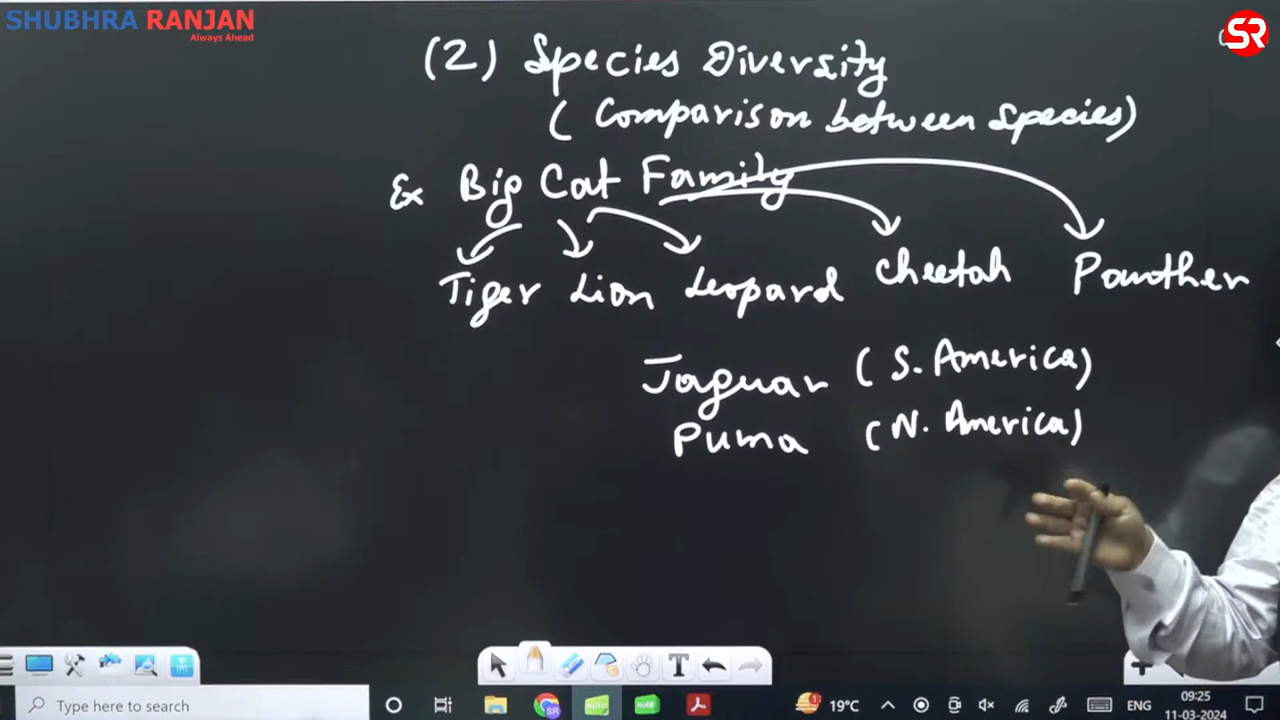 SHUBHRA RANJAN
Always Ahead
SR
(2) Species Diversity
(Comparison between Species)
Ex Big Cat Family
Tiger Lion Leopard Cheetah Panther
Jaguar (S. America)
Puma (N. America)
Type here to search
19°C
ENG
09:25
11-03-2024